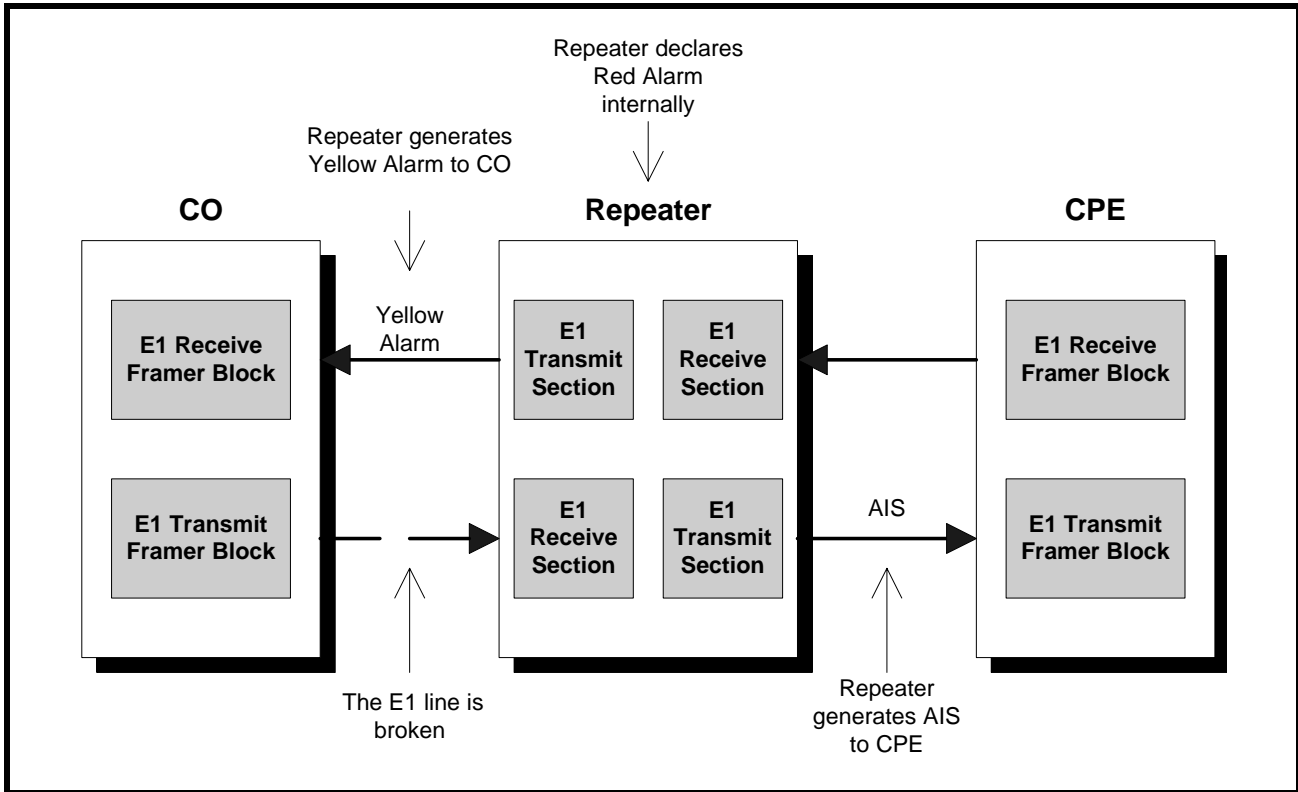 Repeater declares
Red Alarm
internally
Repeater generates
Yellow Alarm to CO
CO
Repeater
CPE
E1 Receive
Framer Block
Yellow
Alarm
E1
Transmit
Section
E1
Receive
Section
E1 Receive
Framer Block
E1 Transmit
Framer Block
E1
Receive
Section
E1
Transmit
Section
AIS
E1 Transmit
Framer Block
The E1 line is
broken
Repeater
generates AIS
to CPE